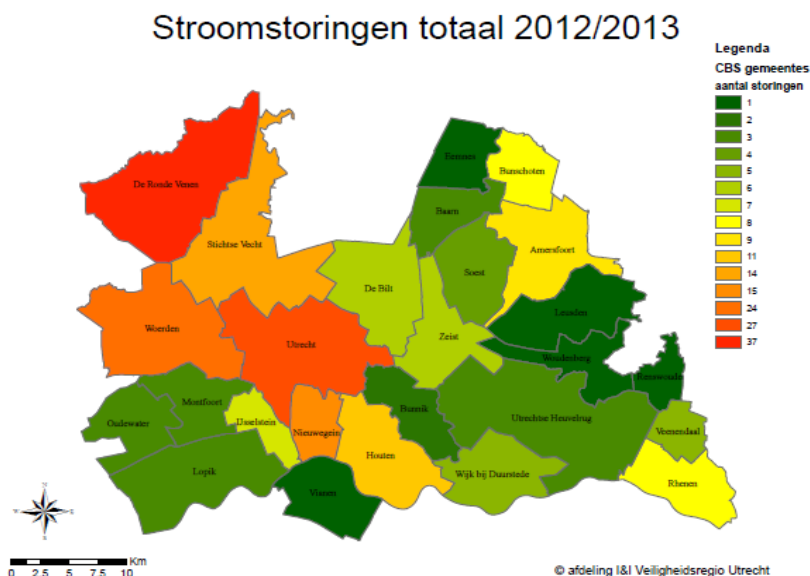 Stroomstoringen totaal 2012/2013
Legenda
CBS gemeentes
aantal storingen
1
2
3
4
5
6
7
8
9
11
14
15
24
27
37
Eemnes
Bunschoten
De Ronde Venen
Baarn
Stichtse Vecht
Amersfoort
Soest
De Bilt
Leusden
Woerden
Zeist
Utrecht
Woudenberg
Renswoude
Montfoort
Bunnik
Oudewater
IJsselstein
Utrechtse Heuvelrug
Nieuwegein
Veenendaal
Houten
Lopik
Wijk bij Duurstede
Rhenen
Vianen
N
W
E
S
Km
0 2.5 5 7.5 10
© afdeling I&I Veiligheidsregio Utrecht